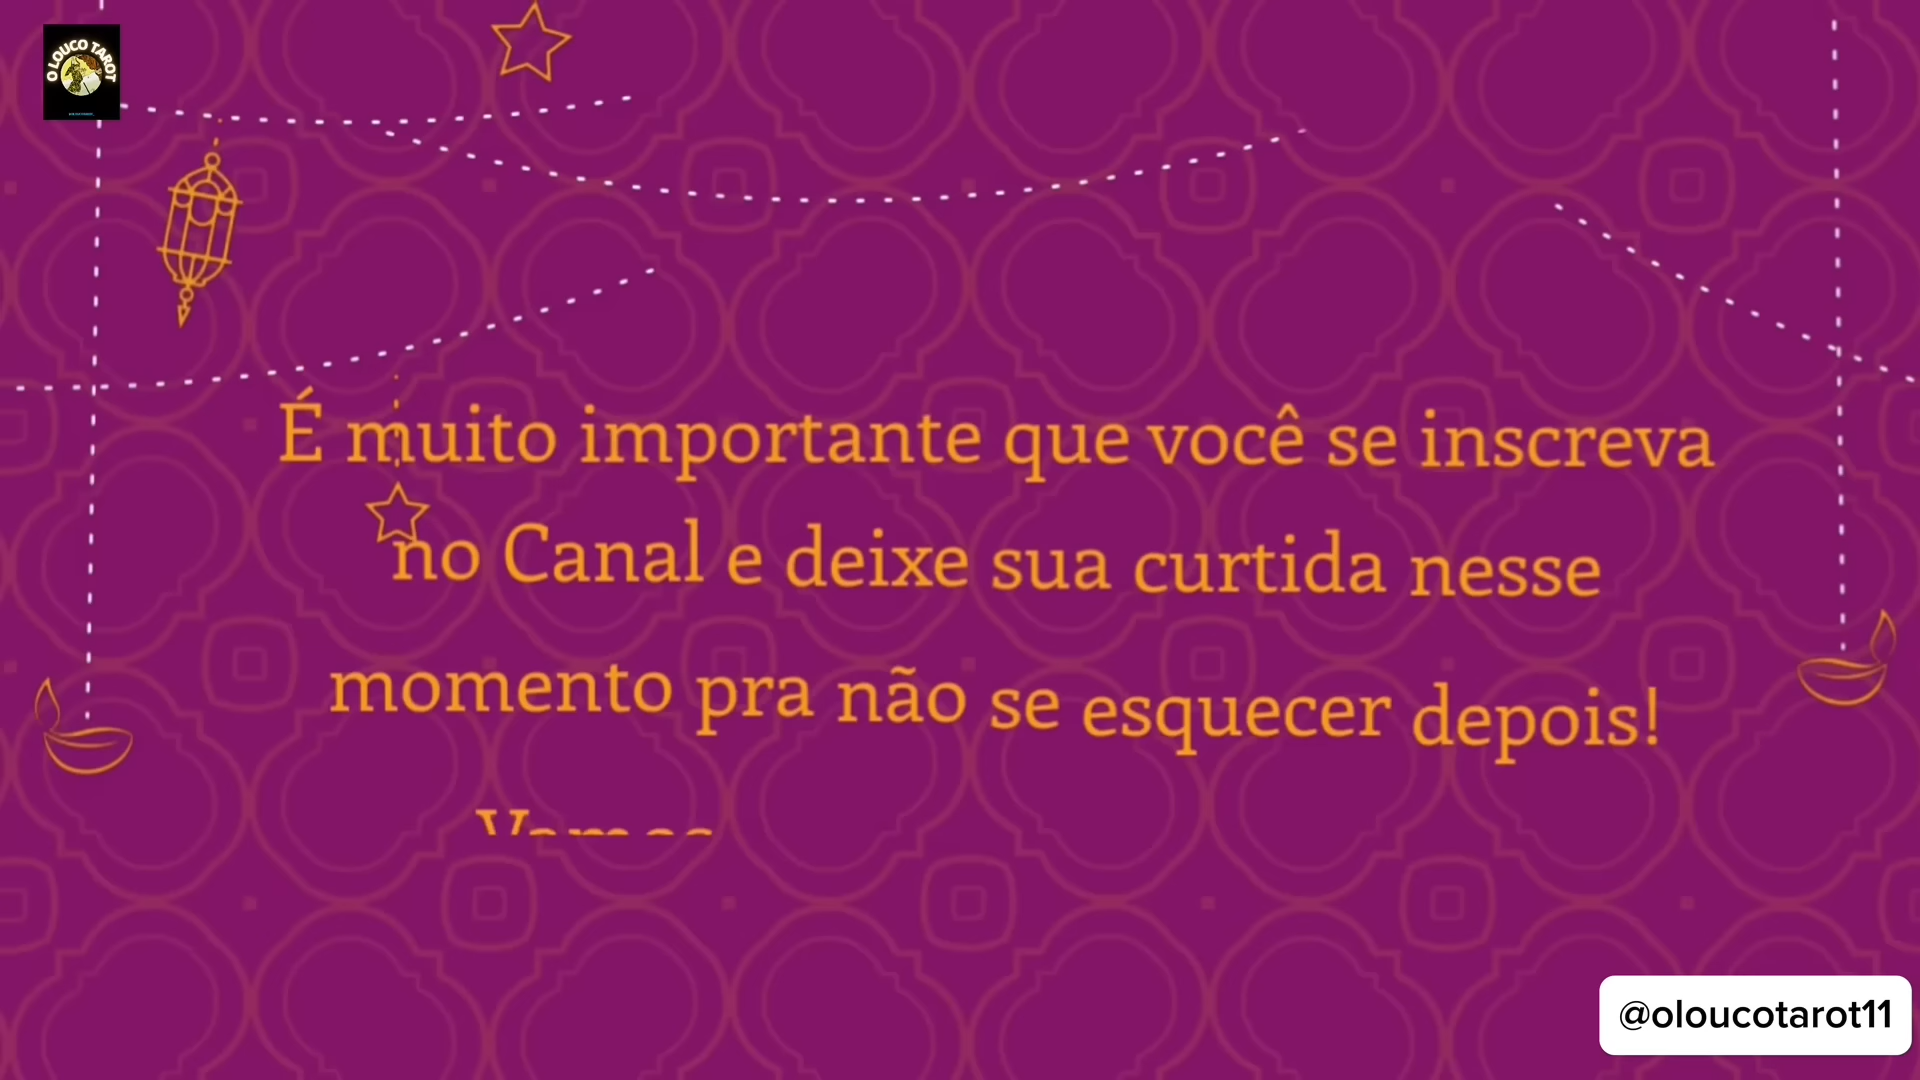 O LOUCO TAROT
É muito importante que você se inscreva
no Canal e deixe sua curtida nesse
momento pra não se esquecer depois!
Vamos
@oloucotarot11